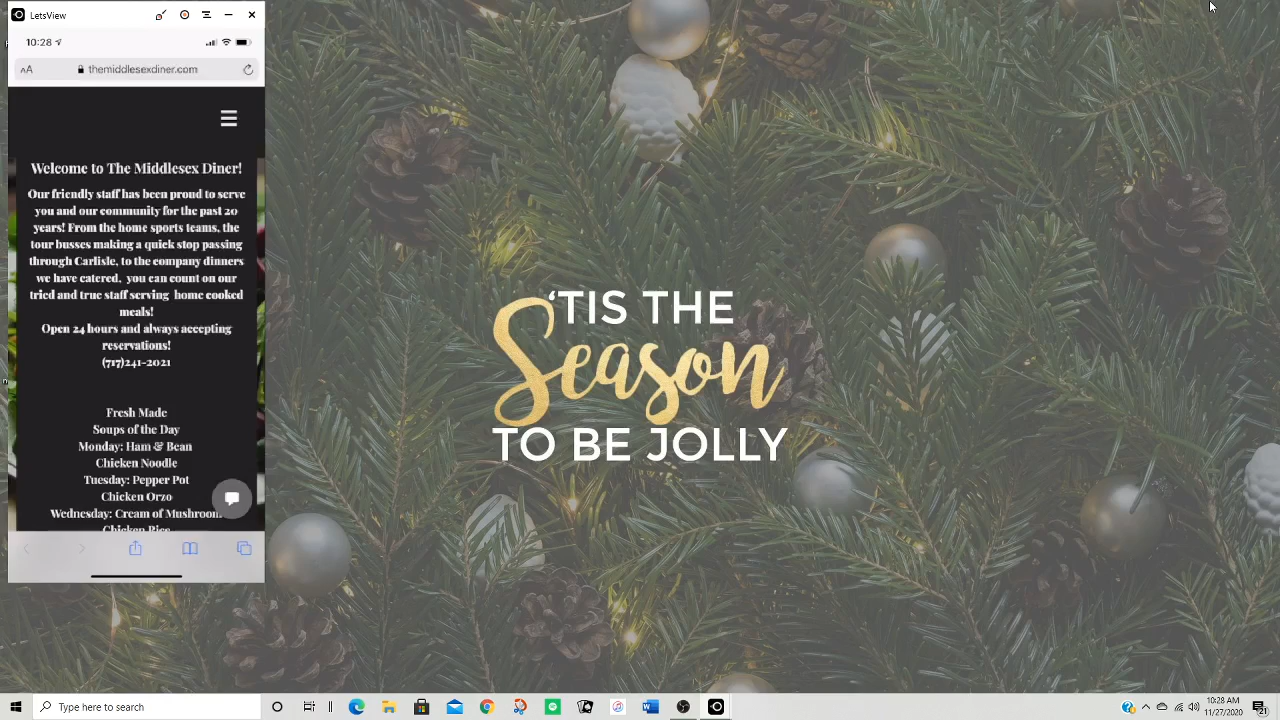 LetsView
10:28
AA themiddlesexdiner.com
Welcome to The Middlesex Diner!
Our friendly staff has been proud to serve
you and our community for the past 20
years! From the home sports teams, the
tour busses making a quick stop passing
through Carlisle, to the company dinners
we have catered, you can count on our
tried and true staff serving home cooked
meals!
Open 24 hours and always accepting
reservations!
(717)241-2021
Fresh Made
Soups of the Day
Monday: Ham & Bean
Chicken Noodle
Tuesday: Pepper Pot
Chicken Orzo
Wednesday: Cream of Mushroom
Chicken Rice
‘TIS THE
Season
TO BE JOLLY
Type here to search
10:28 AM
11/27/2020
21